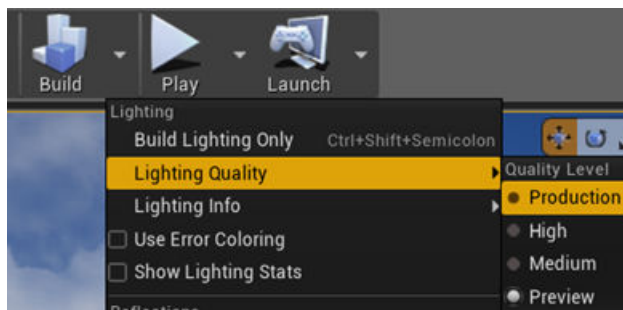 Build
Play
Launch
Lighting
Build Lighting Only Ctrl+Shift+Semicolon
Lighting Quality
Lighting Info
Use Error Coloring
Show Lighting Stats
Reflections
Quality Level
Production
High
Medium
Preview